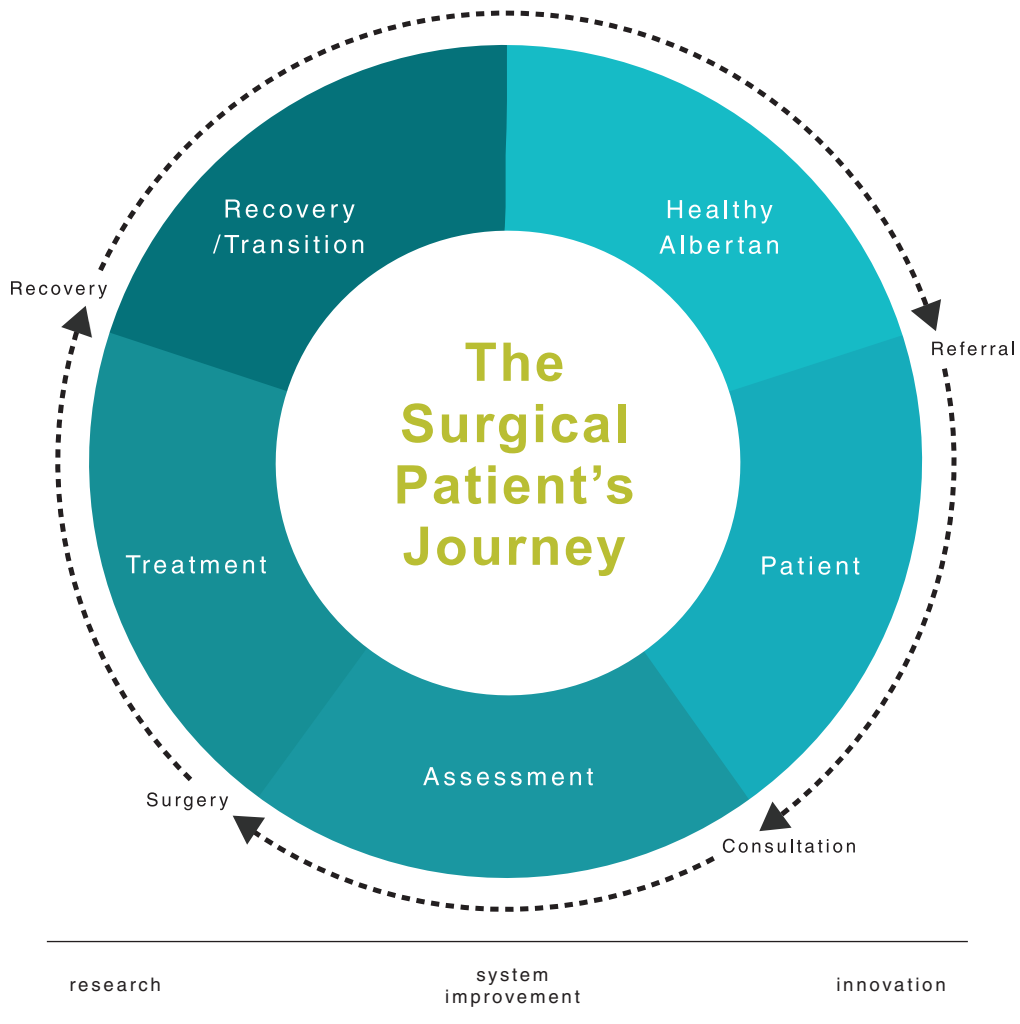 The
Surgical
Patient’s
Journey
Healthy
Albertan
Referral
Patient
Consultation
Assessment
Surgery
Treatment
Recovery
Recovery
/Transition
research
system
improvement
innovation